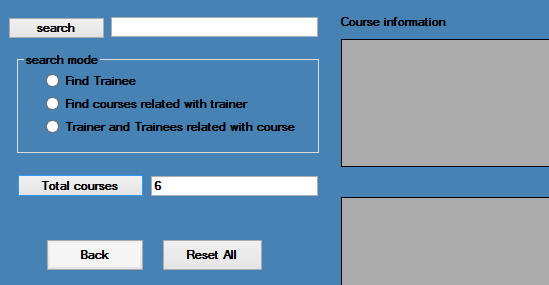 search
Course information
search mode
Find Trainee
Find courses related with trainer
Trainer and Trainees related with course
Total courses
6
Back
Reset All